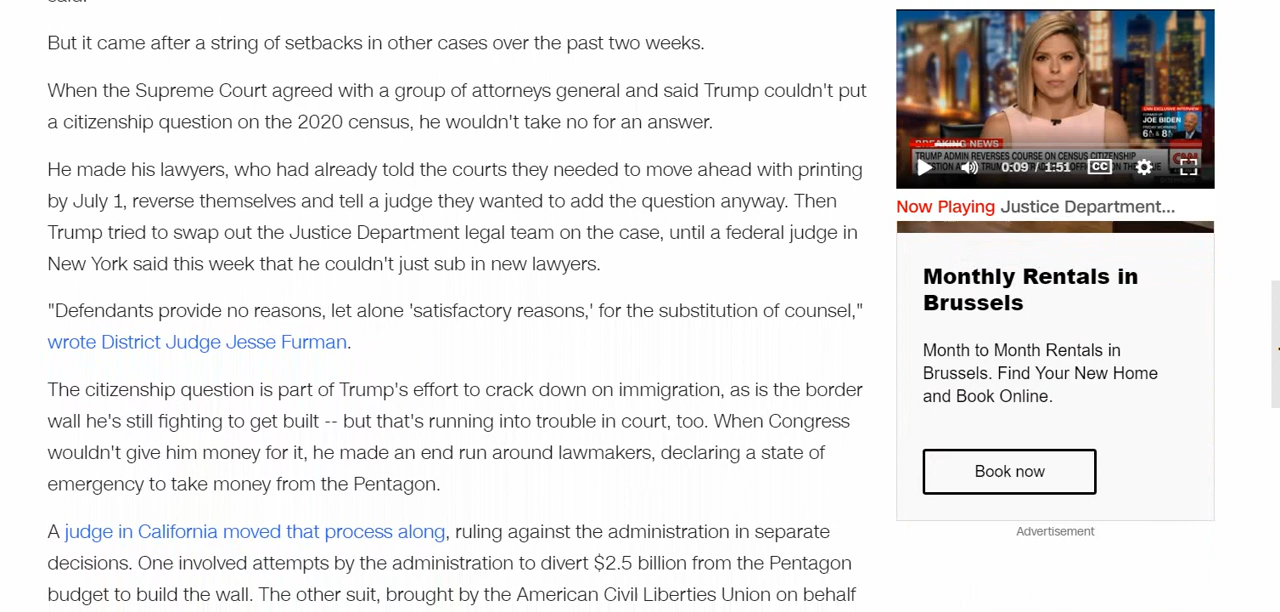 said.
But it came after a string of setbacks in other cases over the past two weeks.
When the Supreme Court agreed with a group of attorneys general and said Trump couldn't put
a citizenship question on the 2020 census, he wouldn't take no for an answer.
He made his lawyers, who had already told the courts they needed to move ahead with printing
by July 1, reverse themselves and tell a judge they wanted to add the question anyway. Then
Trump tried to swap out the Justice Department legal team on the case, until a federal judge in
New York said this week that he couldn't just sub in new lawyers.
"Defendants provide no reasons, let alone 'satisfactory reasons,' for the substitution of counsel,"
wrote District Judge Jesse Furman.
The citizenship question is part of Trump's effort to crack down on immigration, as is the border
wall he's still fighting to get built -- but that's running into trouble in court, too. When Congress
wouldn't give him money for it, he made an end run around lawmakers, declaring a state of
emergency to take money from the Pentagon.
A judge in California moved that process along, ruling against the administration in separate
decisions. One involved attempts by the administration to divert $2.5 billion from the Pentagon
budget to build the wall. The other suit, brought by the American Civil Liberties Union on behalf
CNN EXCLUSIVE INTERVIEW
JOE BIDEN
BREAKING NEWS
TRUMP ADMIN REVERSES COURSE ON CENSUS CITIZENSHIP
0:09 / 1:51
CC
CNN
Now Playing Justice Department...
Monthly Rentals in
Brussels
Month to Month Rentals in
Brussels. Find Your New Home
and Book Online.
Book now
Advertisement